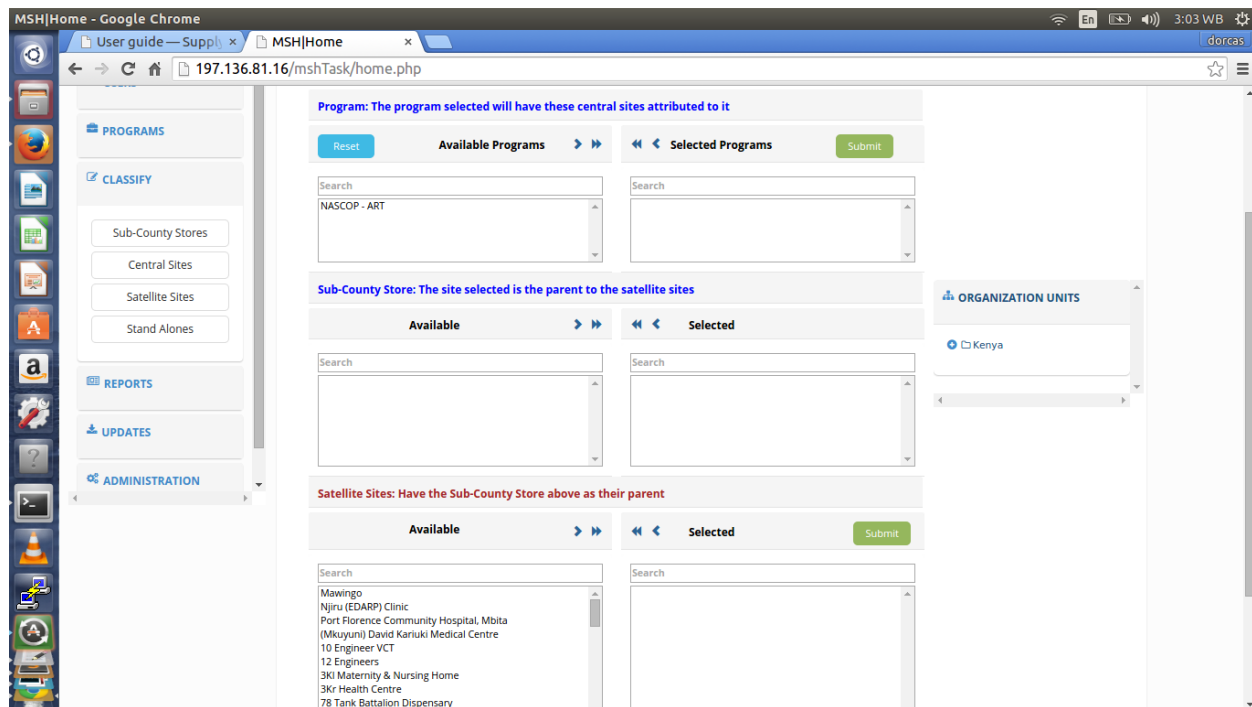 MSH|Home - Google Chrome
En
3:03 WB
User guide — Supply
×
MSH|Home
×
dorcas
197.136.81.16/mshTask/home.php
PROGRAMS
CLASSIFY
Sub-County Stores
Central Sites
Satellite Sites
Stand Alones
REPORTS
UPDATES
ADMINISTRATION
Program: The program selected will have these central sites attributed to it
Reset
Available Programs
Selected Programs
Submit
Search
Search
NASCOP - ART
Sub-County Store: The site selected is the parent to the satellite sites
Available
Selected
Search
Search
Satellite Sites: Have the Sub-County Store above as their parent
Available
Selected
Submit
Search
Search
Mawingo
Njiru (EDARP) Clinic
Port Florence Community Hospital, Mbita
(Mkuyuni) David Kariuki Medical Centre
10 Engineer VCT
12 Engineers
3KI Maternity & Nursing Home
3Kr Health Centre
78 Tank Battalion Dispensary
ORGANIZATION UNITS
Kenya